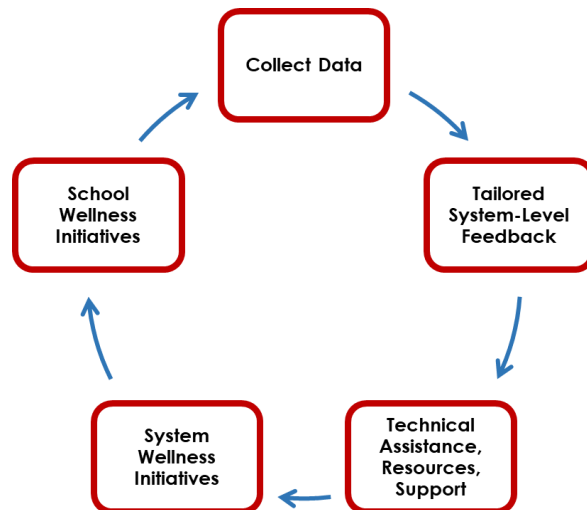 Collect Data
Tailored
System-Level
Feedback
Technical
Assistance,
Resources,
Support
System
Wellness
Initiatives
School
Wellness
Initiatives